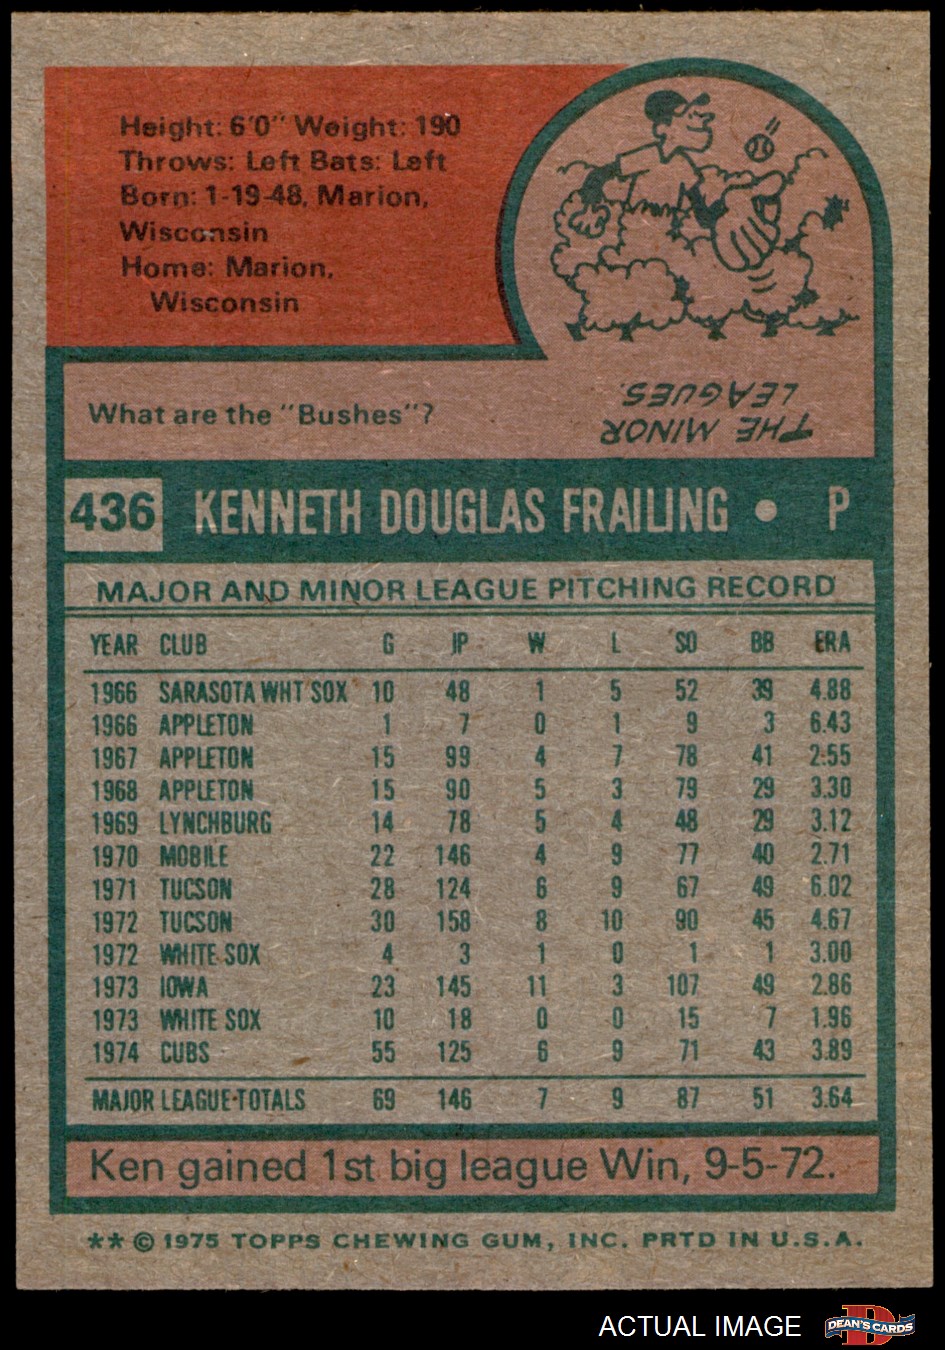 Height: 6'0" Weight: 190
Throws: Left Bats: Left
Born: 1-19-48, Marion,
Wisconsin
Home: Marion,
Wisconsin
What are the "Bushes"?
THE MINOR
LEAGUES.
436 KENNETH DOUGLAS FRAILING • P
MAJOR AND MINOR LEAGUE PITCHING RECORD
YEAR CLUB G IP W L SO BB ERA
1966 SARASOTA WHT SOX 10 48 1 5 52 39 4.88
1966 APPLETON 1 7 0 1 9 3 6.43
1967 APPLETON 15 99 4 7 78 41 2.55
1968 APPLETON 15 90 5 3 79 29 3.30
1969 LYNCHBURG 14 78 5 4 48 29 3.12
1970 MOBILE 22 146 4 9 77 40 2.71
1971 TUCSON 28 124 6 9 67 49 6.02
1972 TUCSON 30 158 8 10 90 45 4.67
1972 WHITE SOX 4 3 1 0 1 1 3.00
1973 IOWA 23 145 11 3 107 49 2.86
1973 WHITE SOX 10 18 0 0 15 7 1.96
1974 CUBS 55 125 6 9 71 43 3.89
MAJOR LEAGUE TOTALS 69 146 7 9 87 51 3.64
Ken gained 1st big league Win, 9-5-72.
** © 1975 TOPPS CHEWING GUM, INC. PRTD IN U.S.A.
ACTUAL IMAGE
D
DEAN'S CARDS